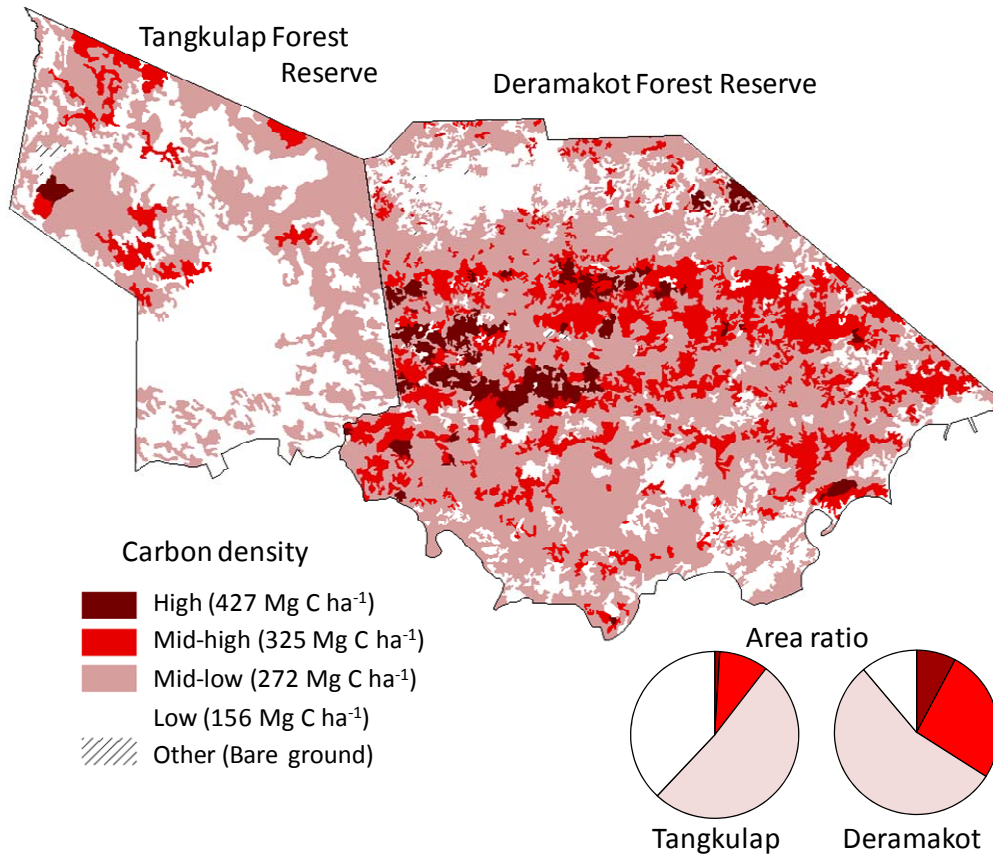 Tangkulap Forest
Reserve
Deramakot Forest Reserve
Carbon density
High (427 Mg C ha⁻¹)
Mid-high (325 Mg C ha⁻¹)
Mid-low (272 Mg C ha⁻¹)
Low (156 Mg C ha⁻¹)
Other (Bare ground)
Area ratio
Tangkulap
Deramakot